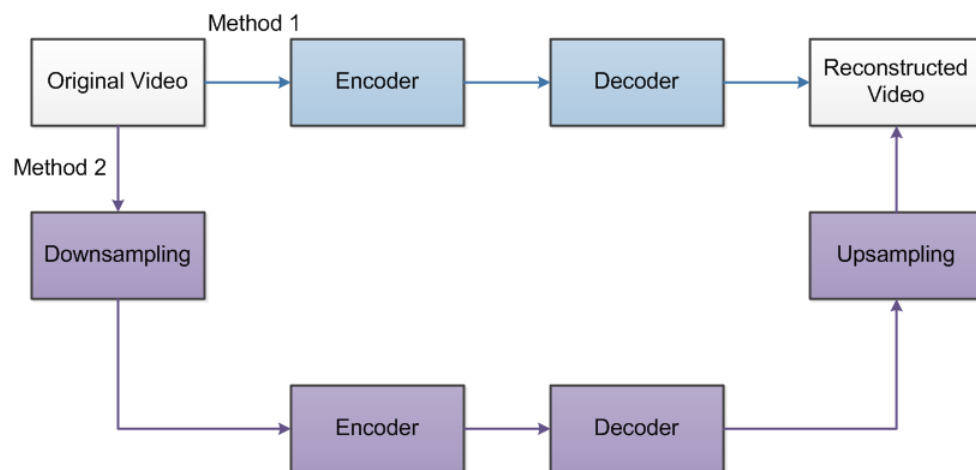 Method 1
Original Video
Encoder
Decoder
Reconstructed
Video
Method 2
Downsampling
Upsampling
Encoder
Decoder